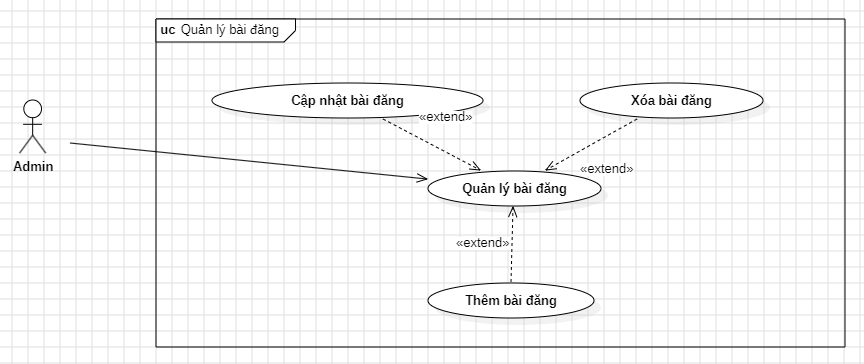 uc Quản lý bài đăng
Cập nhật bài đăng
Xóa bài đăng
«extend»
Admin
«extend»
Quản lý bài đăng
«extend»
Thêm bài đăng